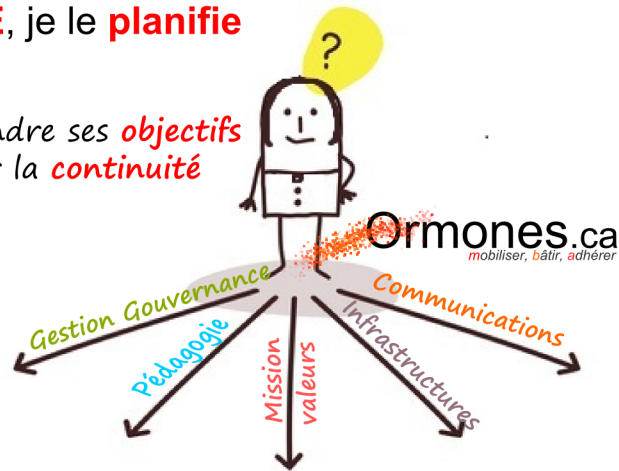 , je le planifie
?
ses objectifs
la continuité
Ormones.ca
mobiliser, bâtir, adhérer
Gestion Gouvernance
Pédagogie
Mission
valeurs
Infrastructures
Communications